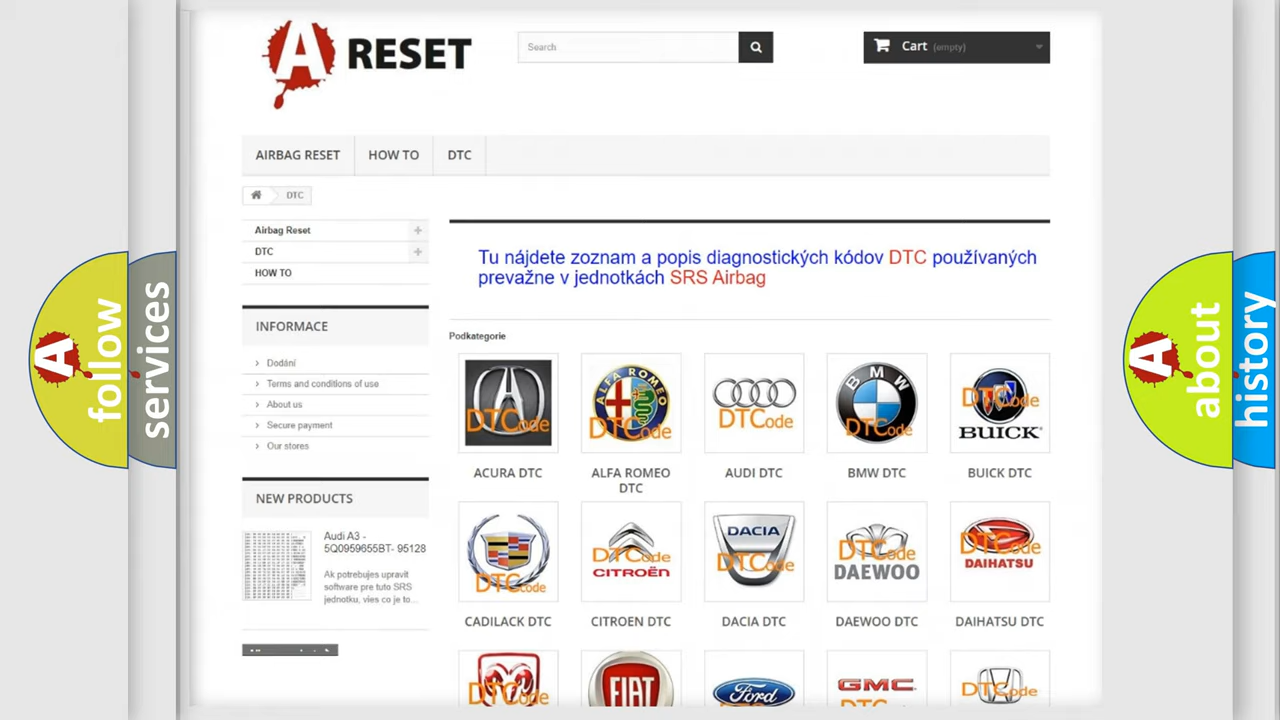 A RESET
Search
Cart (empty)
AIRBAG RESET
HOW TO
DTC
DTC
Airbag Reset
DTC
HOW TO
Tu nájdete zoznam a popis diagnostických kódov DTC používaných
prevažne v jednotkách SRS Airbag
INFORMACE
Dodání
Terms and conditions of use
About us
Secure payment
Our stores
Podkategorie
DTCode
ALFA ROMEO
DTCode
DTCode
BMW
DTCode
DTCode
BUICK
ACURA DTC
ALFA ROMEO
DTC
AUDI DTC
BMW DTC
BUICK DTC
NEW PRODUCTS
Audi A3 -
5Q0959655BT- 95128
Ak potrebujes upravit
software pre tuto SRS
jednotku, vies co je to...
DTCode
DTCode
CITROËN
DACIA
DTCode
DTCode
DAEWOO
DTCode
DAIHATSU
CADILACK DTC
CITROEN DTC
DACIA DTC
DAEWOO DTC
DAIHATSU DTC
DTCode
FIAT
Ford
GMC
DTCode
A follow
services
A about
history